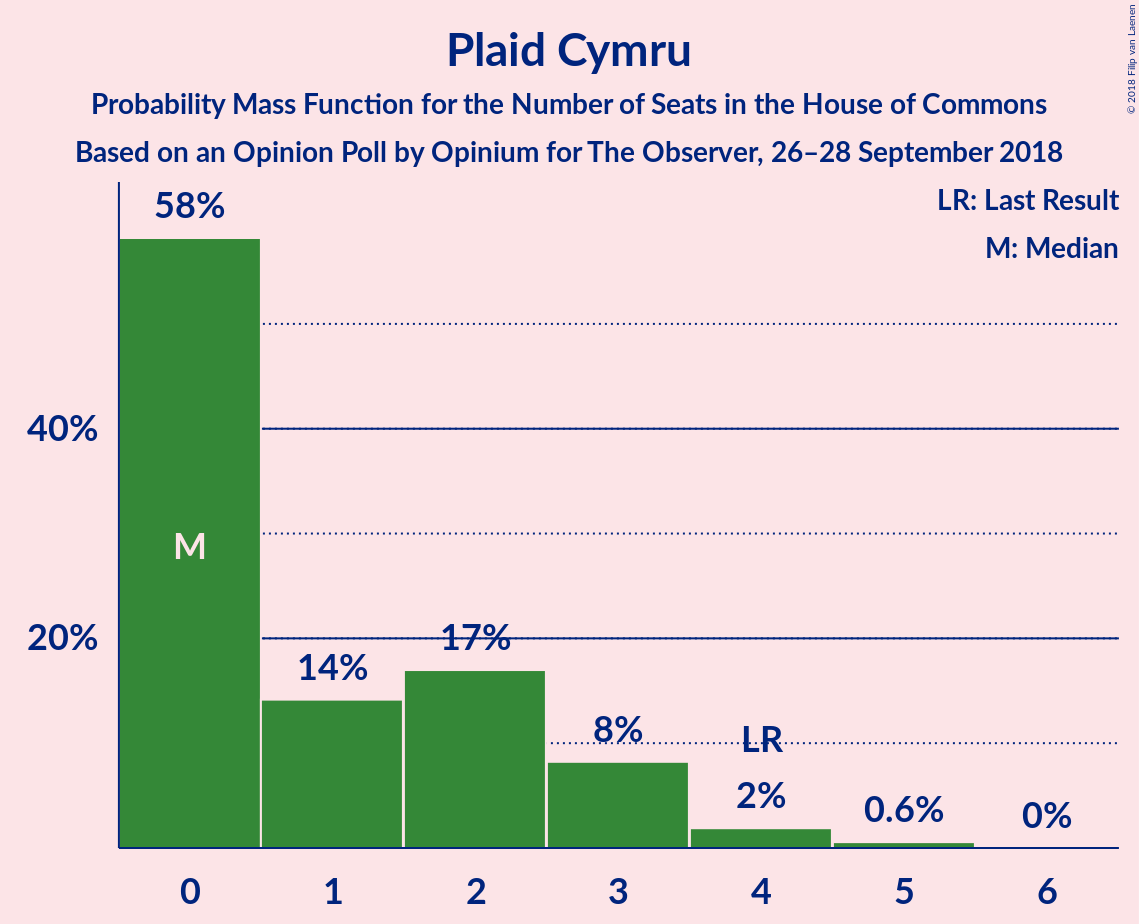 Plaid Cymru
Probability Mass Function for the Number of Seats in the House of Commons
Based on an Opinion Poll by Opinium for The Observer, 26–28 September 2018
© 2018 Filip van Laenen
LR: Last Result
M: Median
58%
40%
M
20%
17%
14%
8%
LR
2%
0.6%
0%
0
1
2
3
4
5
6